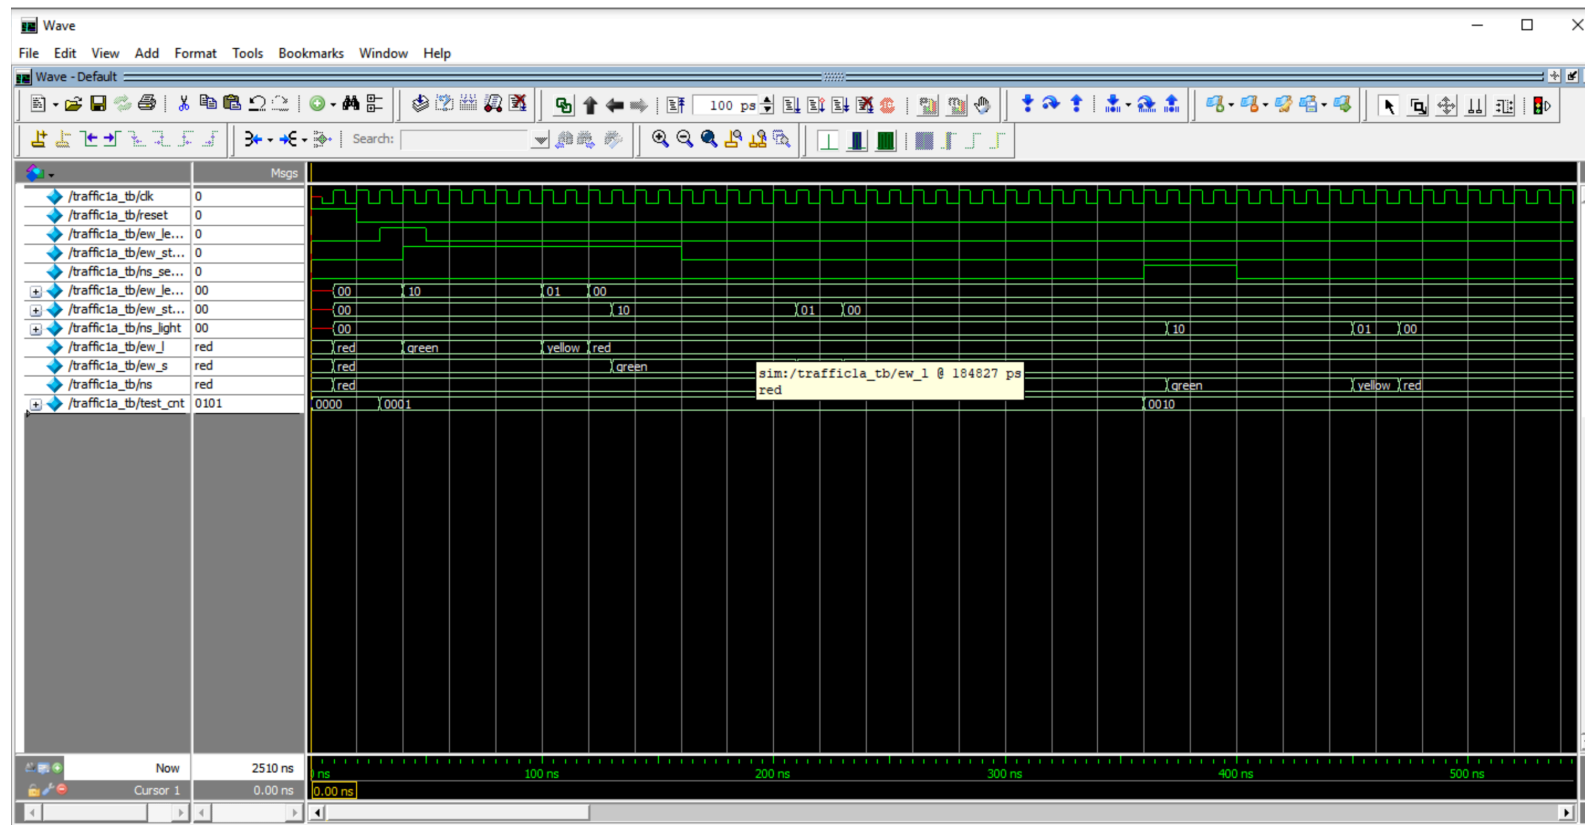 Wave
File Edit View Add Format Tools Bookmarks Window Help
Wave - Default
100 ps
Search:
Msgs
/traffic1a_tb/clk 0
/traffic1a_tb/reset 0
/traffic1a_tb/ew_le... 0
/traffic1a_tb/ew_st... 0
/traffic1a_tb/ns_se... 0
/traffic1a_tb/ew_le... 00 00 10 01 00
/traffic1a_tb/ew_st... 00 00 10 01 00
/traffic1a_tb/ns_light 00 00 10 01 00
/traffic1a_tb/ew_l red red green yellow red
/traffic1a_tb/ew_s red red green
/traffic1a_tb/ns red red green yellow red
sim:/traffic1a_tb/ew_l @ 184827 ps
red
/traffic1a_tb/test_cnt 0101 0000 0001 0010
Now 2510 ns ns 100 ns 200 ns 300 ns 400 ns 500 ns
Cursor 1 0.00 ns 0.00 ns